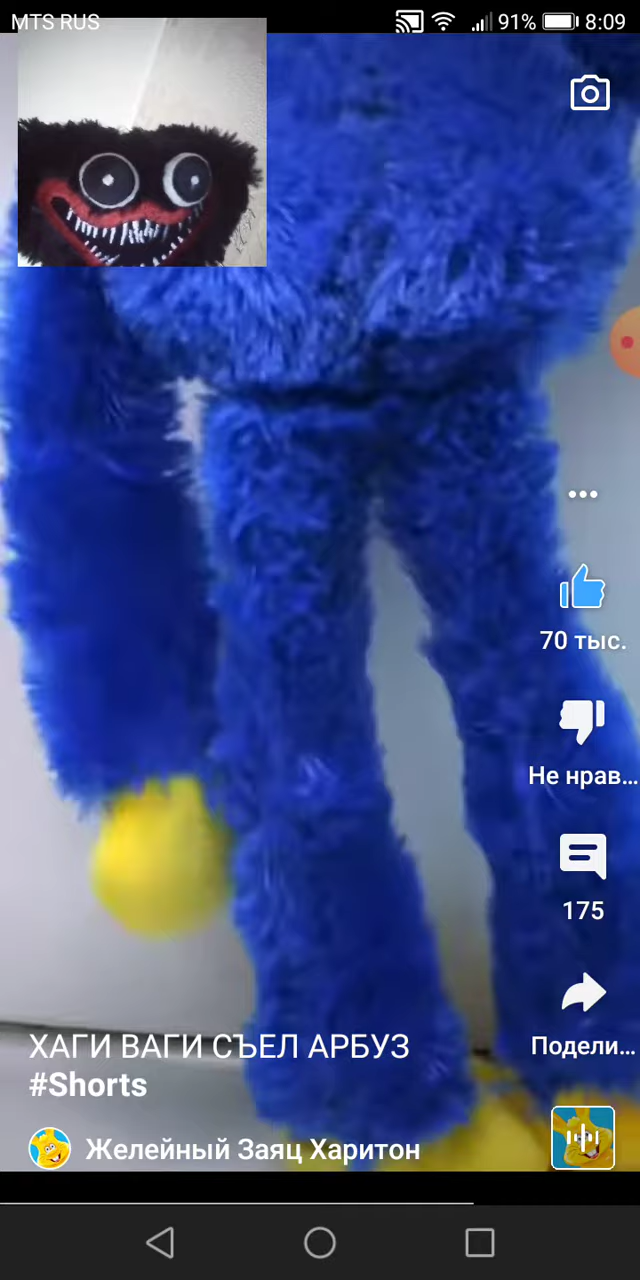 MTS RUS 91% 8:09
70 тыс.
Не нрав...
175
Подели...
ХАГИ ВАГИ СЪЕЛ АРБУЗ
#Shorts
Желейный Заяц Харитон